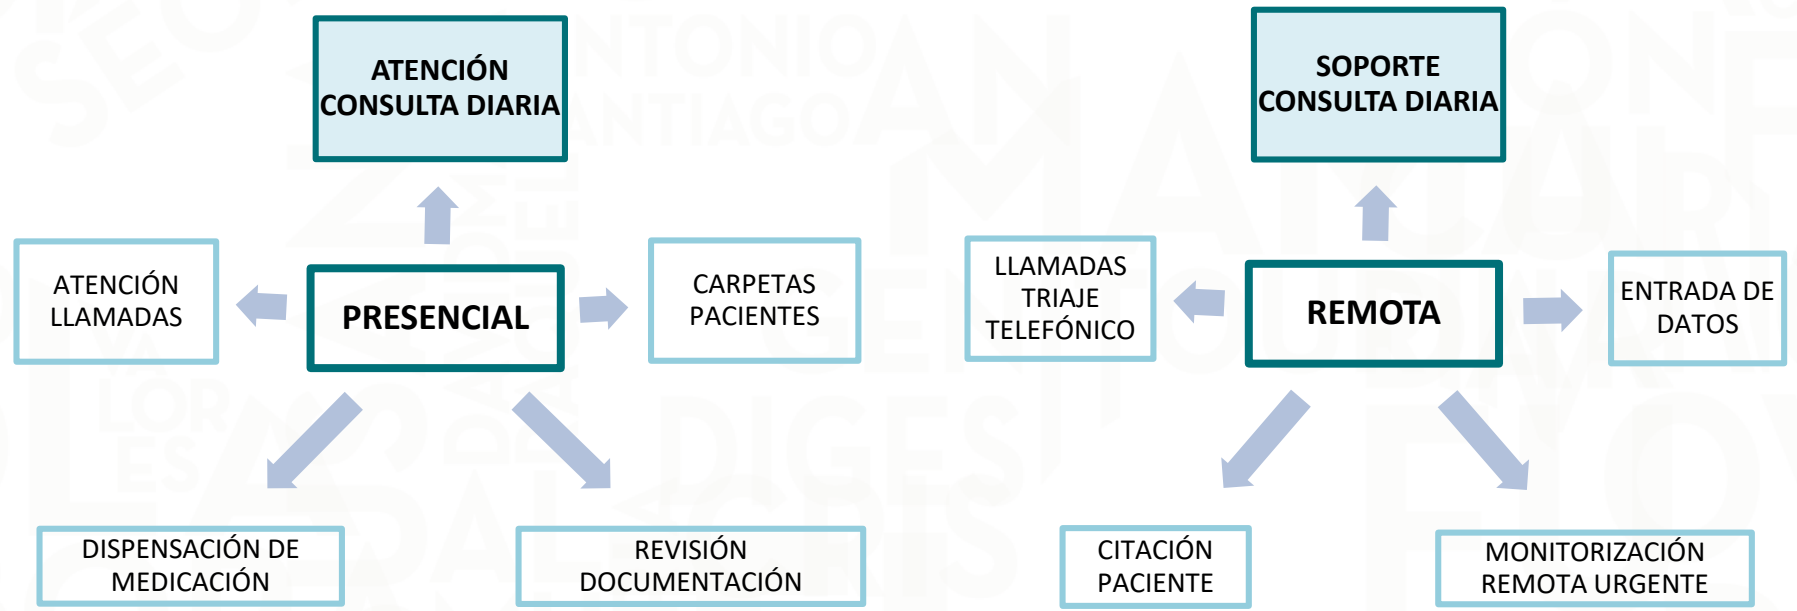 ATENCIÓN
CONSULTA DIARIA
ATENCIÓN
LLAMADAS
PRESENCIAL
CARPETAS
PACIENTES
DISPENSACIÓN DE
MEDICACIÓN
REVISIÓN
DOCUMENTACIÓN
SOPORTE
CONSULTA DIARIA
LLAMADAS
TRIAJE
TELEFÓNICO
REMOTA
ENTRADA DE
DATOS
CITACIÓN
PACIENTE
MONITORIZACIÓN
REMOTA URGENTE